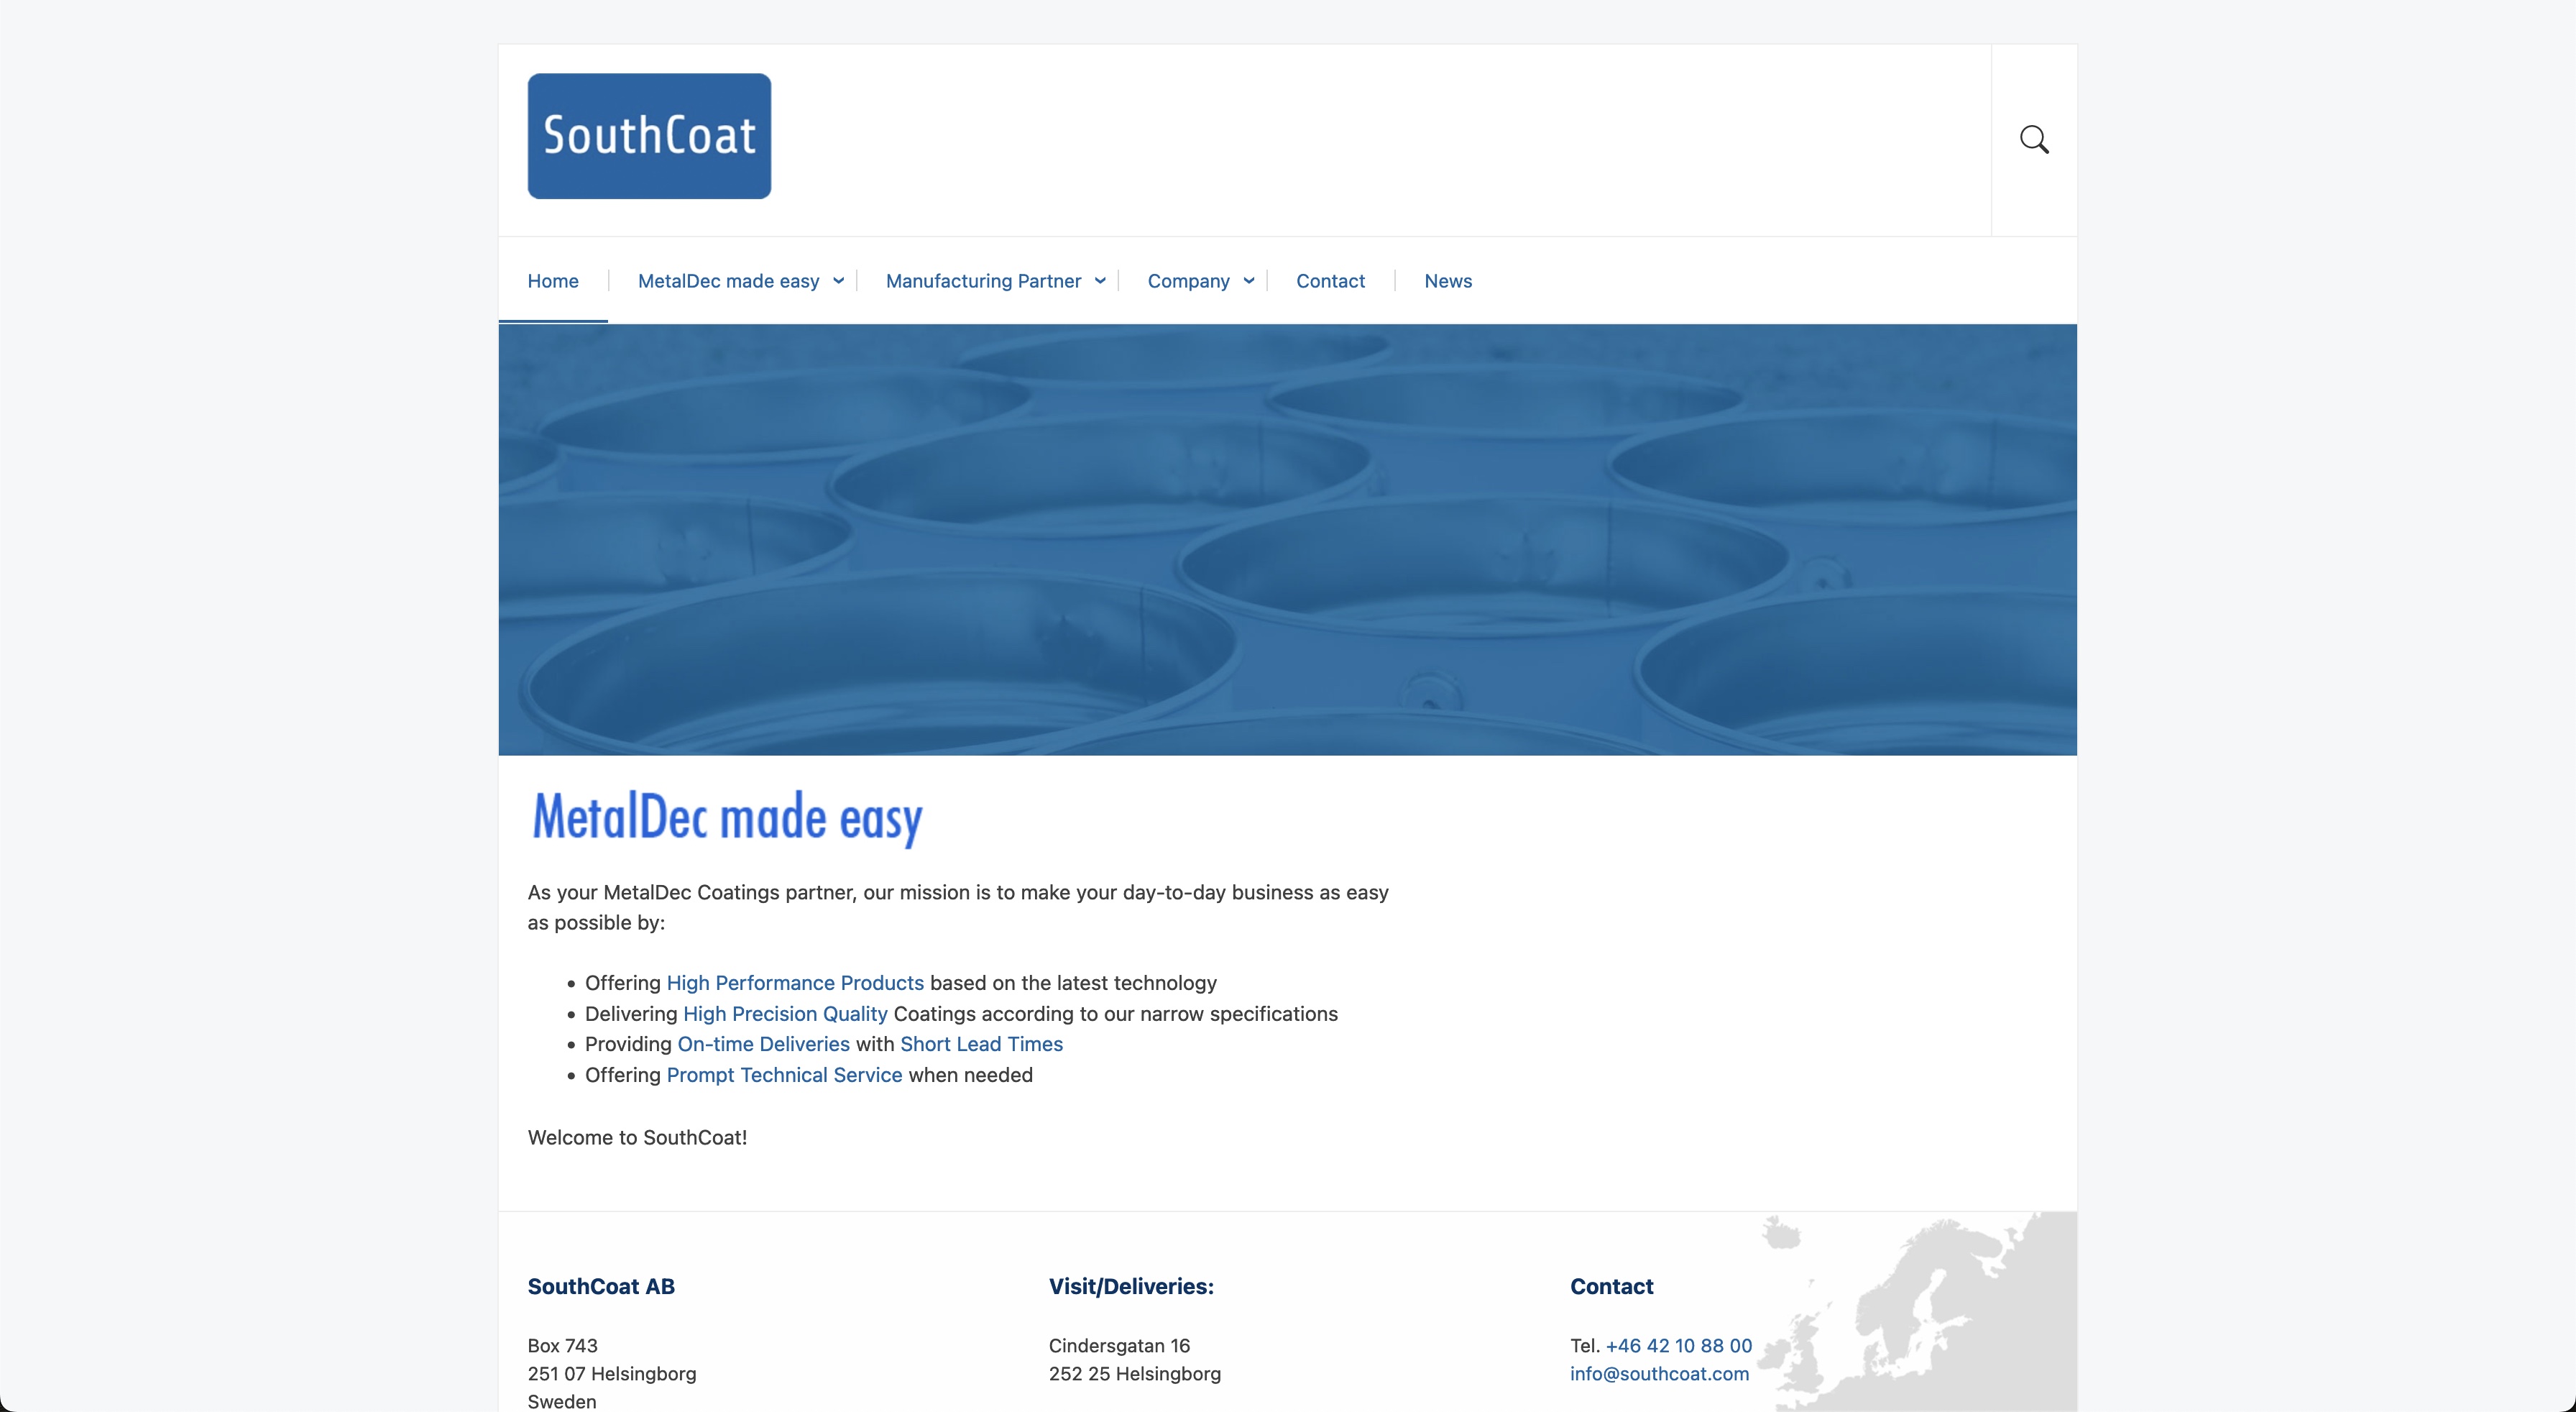 SouthCoat
Home
MetalDec made easy
Manufacturing Partner
Company
Contact
News
MetalDec made easy
As your MetalDec Coatings partner, our mission is to make your day-to-day business as easy
as possible by:
• Offering High Performance Products based on the latest technology
• Delivering High Precision Quality Coatings according to our narrow specifications
• Providing On-time Deliveries with Short Lead Times
• Offering Prompt Technical Service when needed
Welcome to SouthCoat!
SouthCoat AB
Box 743
251 07 Helsingborg
Sweden
Visit/Deliveries:
Cindersgatan 16
252 25 Helsingborg
Contact
Tel. +46 42 10 88 00
info@southcoat.com